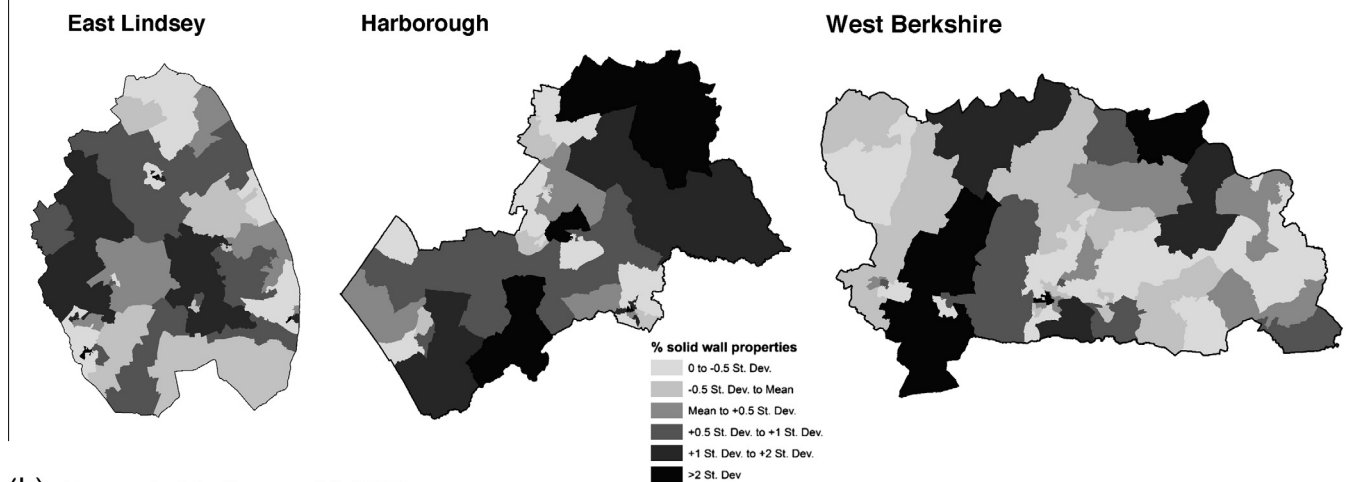 East Lindsey
Harborough
West Berkshire
% solid wall properties
0 to -0.5 St. Dev.
-0.5 St. Dev. to Mean
Mean to +0.5 St. Dev.
+0.5 St. Dev. to +1 St. Dev.
+1 St. Dev. to +2 St. Dev.
>2 St. Dev